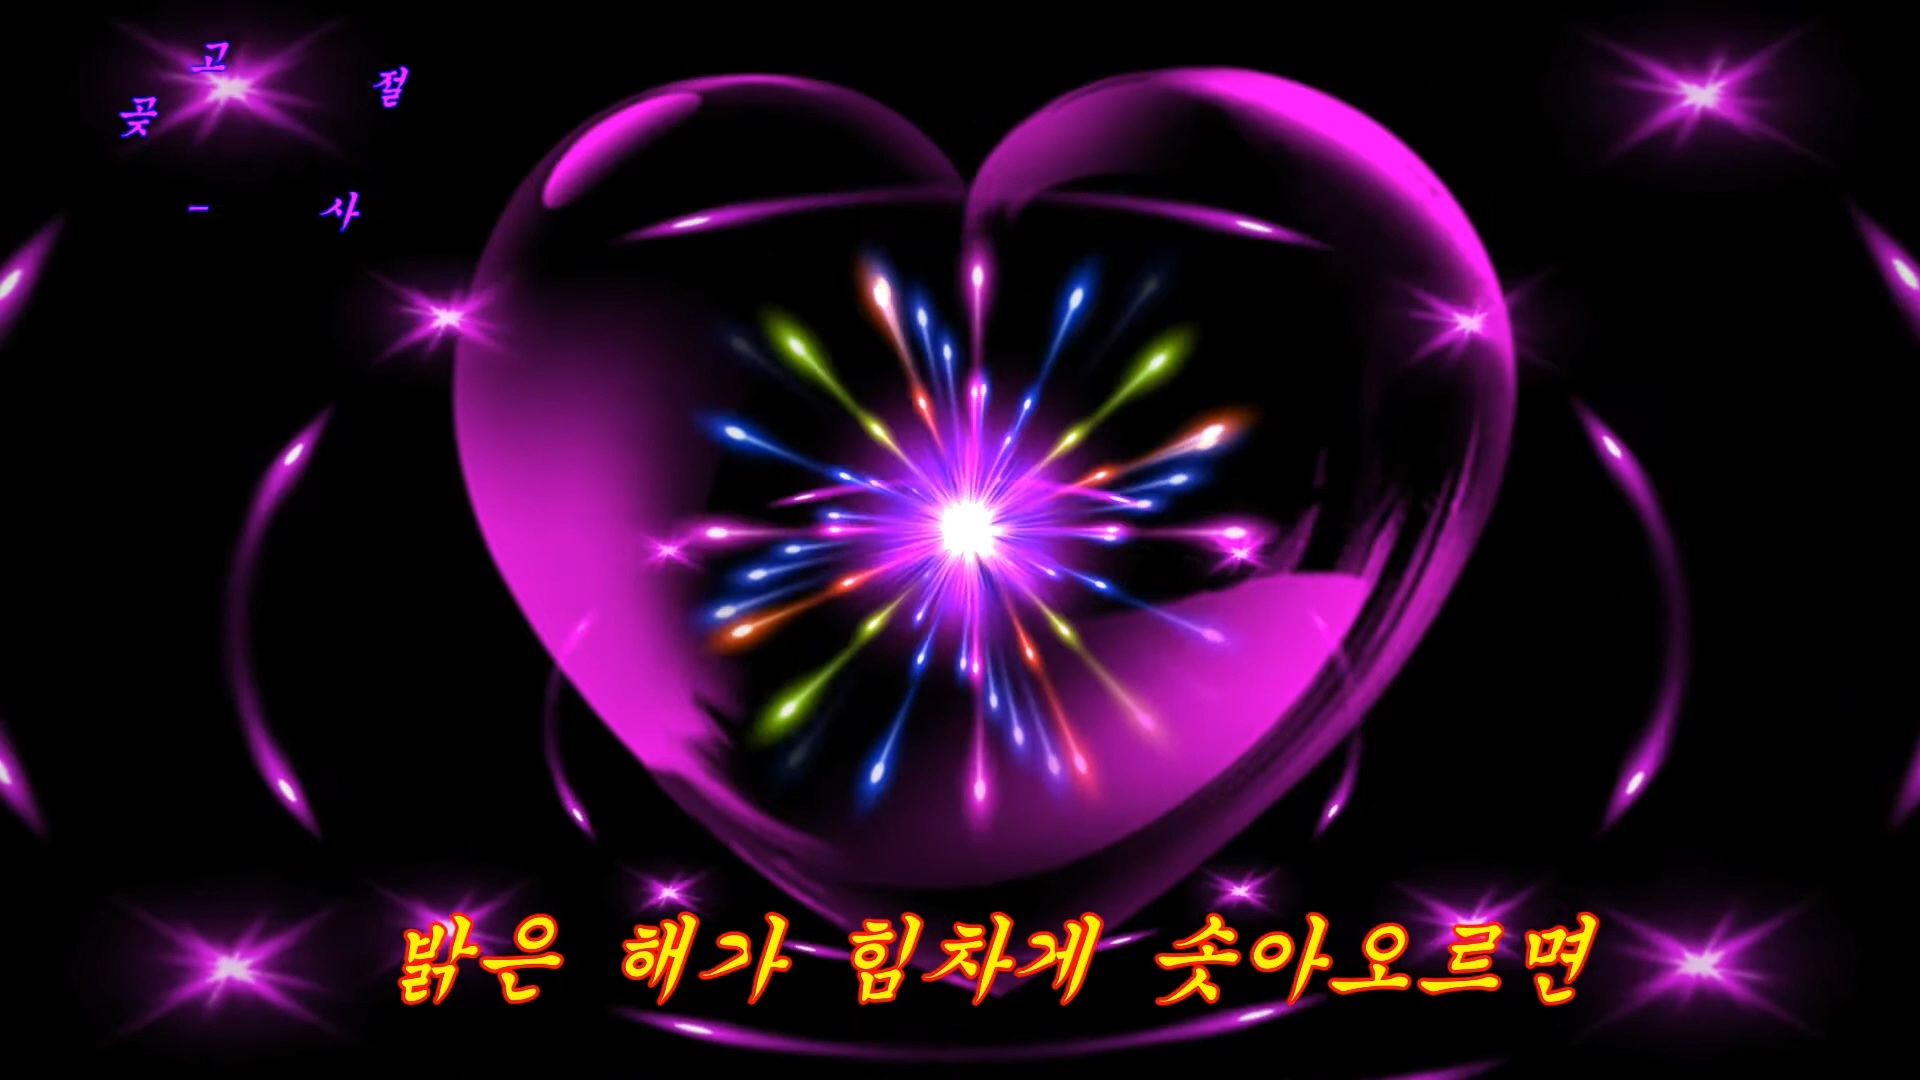 고
절
곶
- 사
밝은 해가 힘차게 솟아오르면